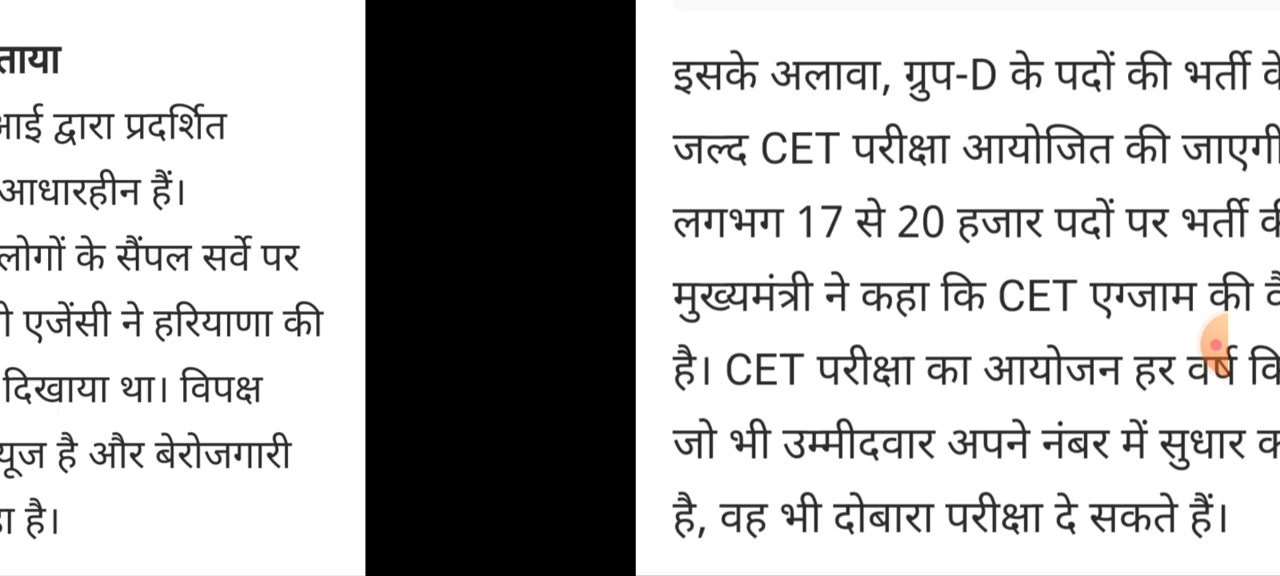 द्वारा प्रदर्शित
आधारहीन हैं।
लोगों के सैंपल सर्वे पर
एजेंसी ने हरियाणा की
दिखाया था। विपक्ष
है और बेरोजगारी
है।
इसके अलावा, ग्रुप-D के पदों की भर्ती
जल्द CET परीक्षा आयोजित की जाएगी
लगभग 17 से 20 हजार पदों पर भर्ती
मुख्यमंत्री ने कहा कि CET एग्जाम की
है। CET परीक्षा का आयोजन हर वर्ष
जो भी उम्मीदवार अपने नंबर में सुधार
है, वह भी दोबारा परीक्षा दे सकते हैं।